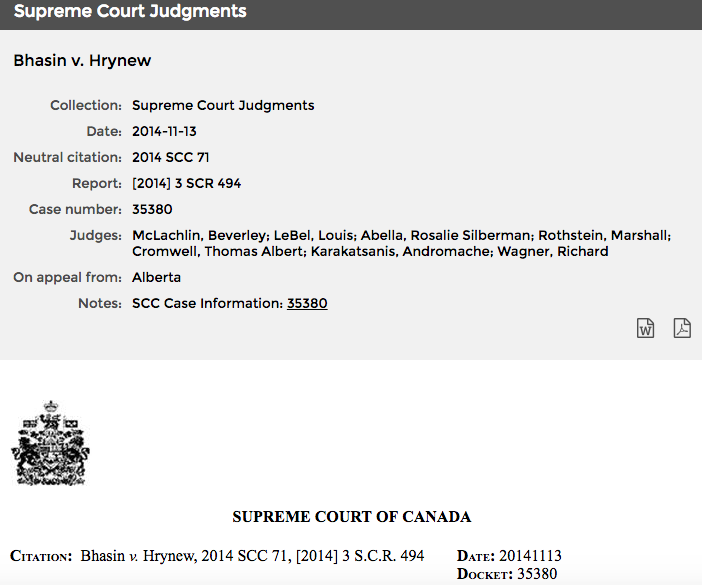 Supreme Court Judgments
Bhasin v. Hrynew
Collection: Supreme Court Judgments
Date: 2014-11-13
Neutral citation: 2014 SCC 71
Report: [2014] 3 SCR 494
Case number: 35380
Judges: McLachlin, Beverley; LeBel, Louis; Abella, Rosalie Silberman; Rothstein, Marshall;
Cromwell, Thomas Albert; Karakatsanis, Andromache; Wagner, Richard
On appeal from: Alberta
Notes: SCC Case Information: 35380
W
SUPREME COURT OF CANADA
CITATION: Bhasin v. Hrynew, 2014 SCC 71, [2014] 3 S.C.R. 494 DATE: 20141113
DOCKET: 35380